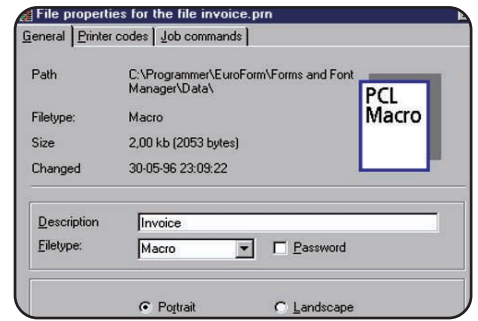 File properties for the file invoice.prn
General Printer codes Job commands
Path C:\Programmer\EuroForm\Forms and Font
Manager\Data\
PCL
Macro
Filetype: Macro
Size 2,00 kb (2053 bytes)
Changed 30-05-96 23:09:22
Description Invoice
Filetype: Macro Password
Portrait Landscape